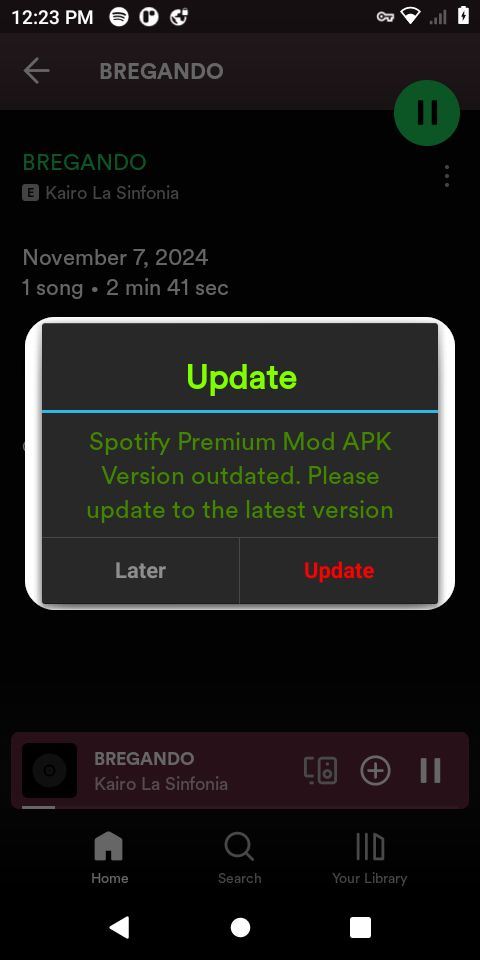 12:23 PM
BREGANDO
BREGANDO
E Kairo La Sinfonia
November 7, 2024
1 song • 2 min 41 sec
Update
Spotify Premium Mod APK
Version outdated. Please
update to the latest version
Later
Update
BREGANDO
Kairo La Sinfonia
Home
Search
Your Library